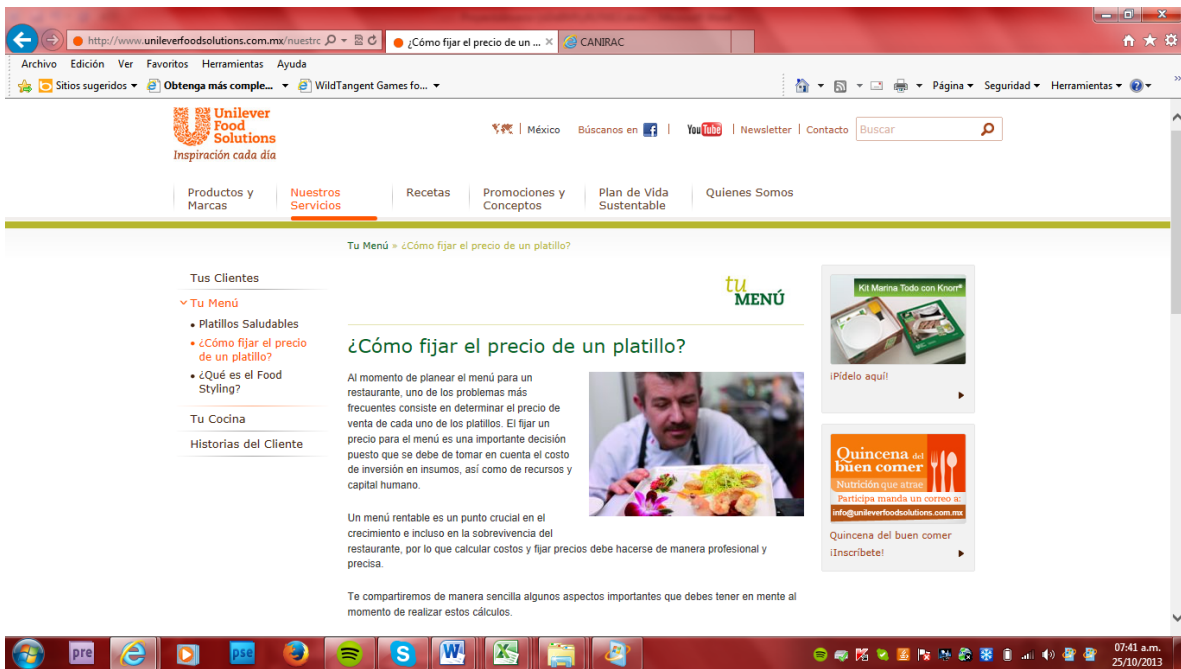 http://www.unileverfoodsolutions.com.mx/nuestrc
¿Cómo fijar el precio de un ...
CANIRAC
Archivo Edición Ver Favoritos Herramientas Ayuda
Sitios sugeridos
Obtenga más comple...
WildTangent Games fo...
Página
Seguridad
Herramientas
Unilever
Food
Solutions
Inspiración cada día
México
Búscanos en
You Tube
Newsletter
Contacto
Buscar
Productos y
Marcas
Nuestros
Servicios
Recetas
Promociones y
Conceptos
Plan de Vida
Sustentable
Quienes Somos
Tu Menú » ¿Cómo fijar el precio de un platillo?
Tus Clientes
Tu Menú
• Platillos Saludables
• ¿Cómo fijar el precio
de un platillo?
• ¿Qué es el Food
Styling?
Tu Cocina
Historias del Cliente
tu
MENÚ
¿Cómo fijar el precio de un platillo?
Al momento de planear el menú para un
restaurante, uno de los problemas más
frecuentes consiste en determinar el precio de
venta de cada uno de los platillos. El fijar un
precio para el menú es una importante decisión
puesto que se debe de tomar en cuenta el costo
de inversión en insumos, así como de recursos y
capital humano.
Un menú rentable es un punto crucial en el
crecimiento e incluso en la sobrevivencia del
restaurante, por lo que calcular costos y fijar precios debe hacerse de manera profesional y
precisa.
Te compartiremos de manera sencilla algunos aspectos importantes que debes tener en mente al
momento de realizar estos cálculos.
Kit Marina Todo con Knorr®
¡Pídelo aquí!
Quincena del
buen comer
Nutrición que atrae
Participa manda un correo a:
info@unileverfoodsolutions.com.mx
Quincena del buen comer
¡Inscríbete!
pre
pse
07:41 a.m.
25/10/2013